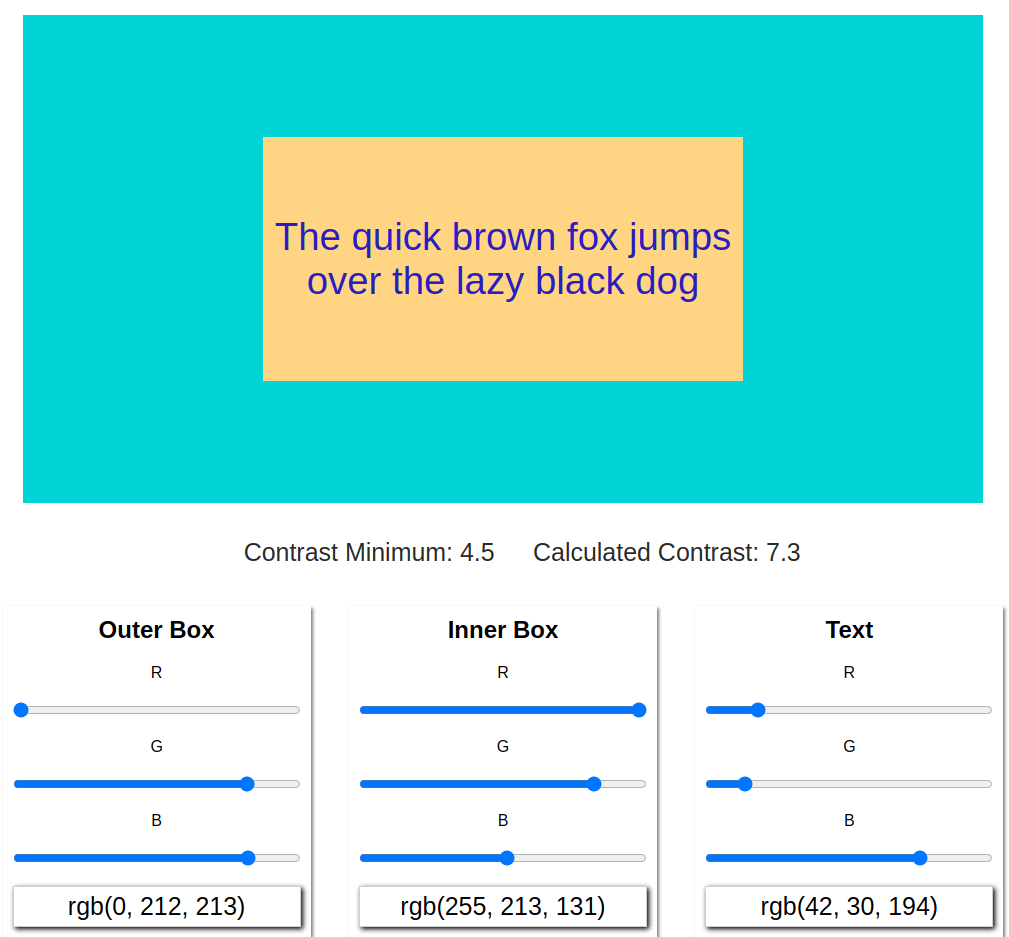 The quick brown fox jumps
over the lazy black dog
Contrast Minimum: 4.5 Calculated Contrast: 7.3
Outer Box
R
G
B
rgb(0, 212, 213)
Inner Box
R
G
B
rgb(255, 213, 131)
Text
R
G
B
rgb(42, 30, 194)